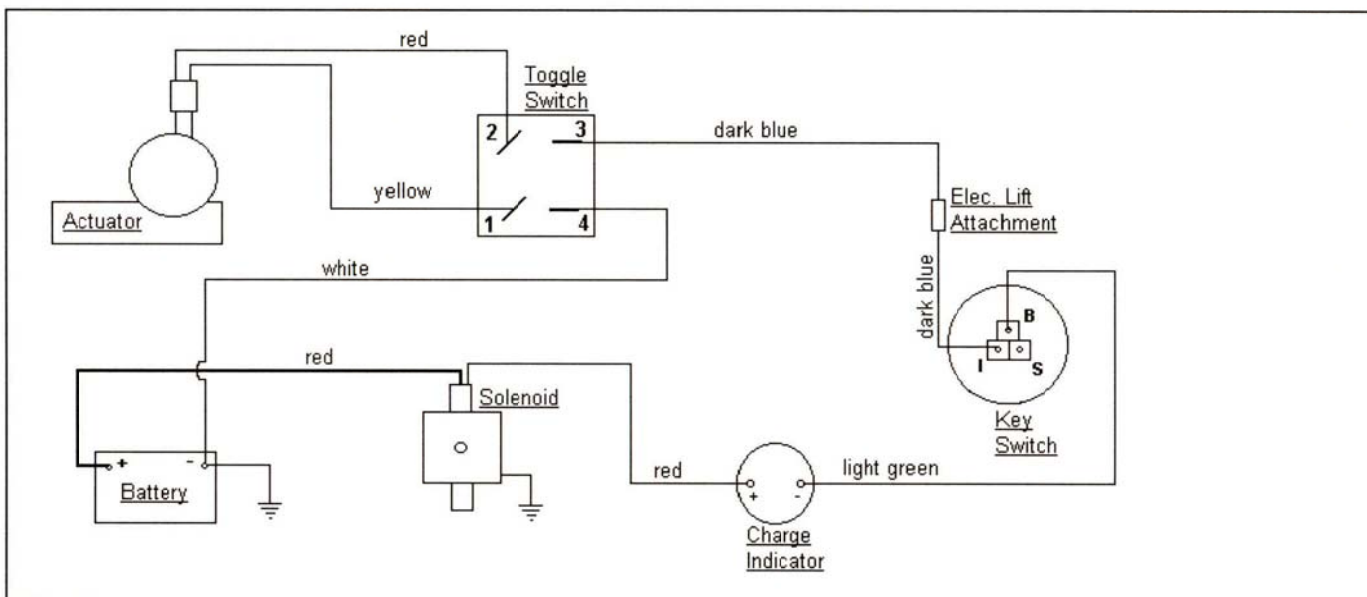 red
Toggle
Switch
2
3
dark blue
yellow
1
4
Actuator
Elec. Lift
Attachment
white
dark blue
B
I
S
red
Solenoid
Key
Switch
+
-
Battery
red
light green
+
-
Charge
Indicator